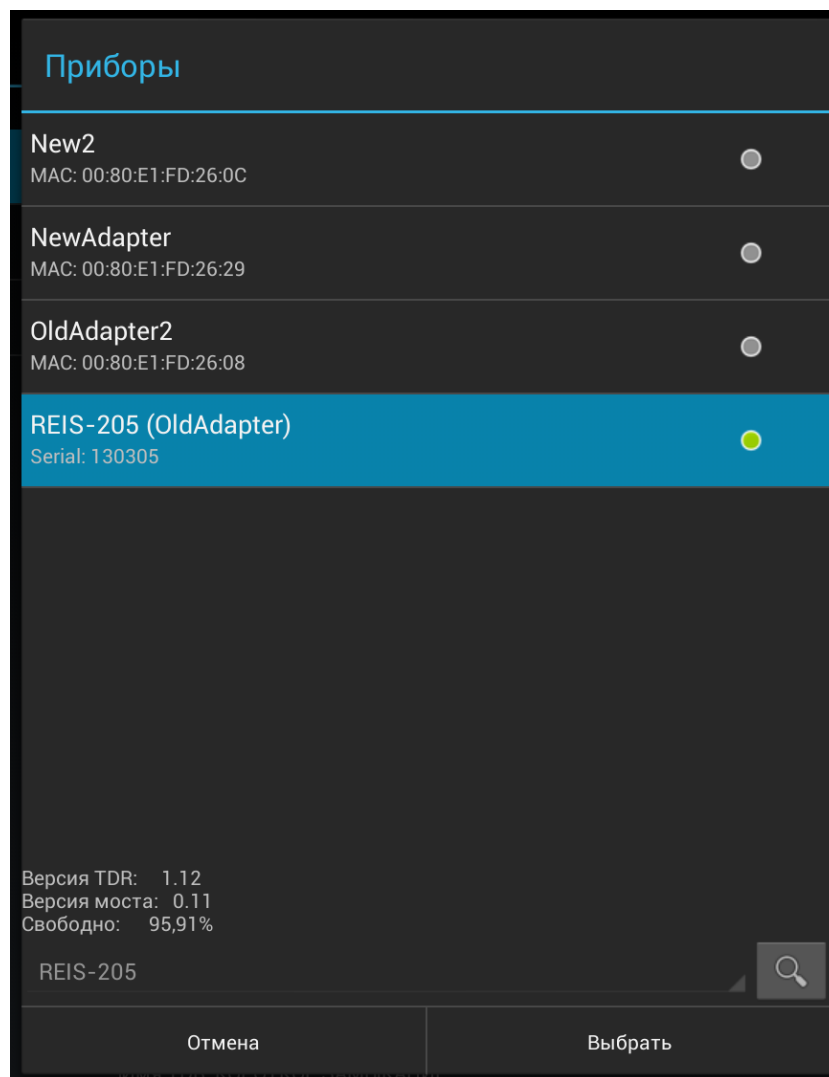 Приборы
New2
MAC: 00:80:E1:FD:26:0C
NewAdapter
MAC: 00:80:E1:FD:26:29
OldAdapter2
MAC: 00:80:E1:FD:26:08
REIS-205 (OldAdapter)
Serial: 130305
Версия TDR: 1.12
Версия моста: 0.11
Свободно: 95,91%
REIS-205
Отмена Выбрать